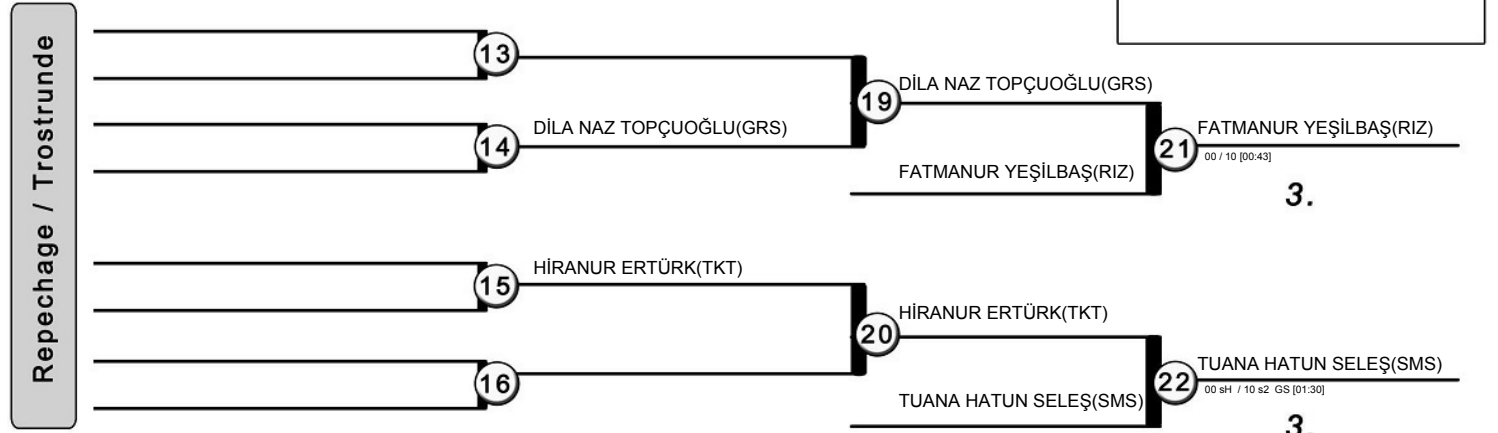 Repechage / Trostrunde
13
DİLA NAZ TOPÇUOĞLU(GRS)
19
DİLA NAZ TOPÇUOĞLU(GRS)
14
FATMANUR YEŞİLBAŞ(RIZ)
21
FATMANUR YEŞİLBAŞ(RIZ)
00 / 10 [00:43]
3.
HİRANUR ERTÜRK(TKT)
15
HİRANUR ERTÜRK(TKT)
20
16
TUANA HATUN SELEŞ(SMS)
22
TUANA HATUN SELEŞ(SMS)
00 sH / 10 s2 GS [01:30]
3.